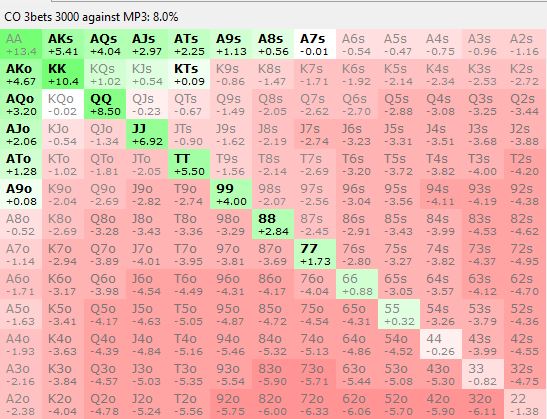 CO 3bets 3000 against MP3: 8.0%
AA AKs AQs AJs ATs A9s A8s A7s A6s A5s A4s A3s A2s
+13.4 +5.41 +4.04 +2.97 +2.25 +1.13 +0.56 -0.01 -0.54 -0.47 -0.75 -0.96 -1.16
AKo KK KQs KJs KTs K9s K8s K7s K6s K5s K4s K3s K2s
+4.67 +10.4 +1.02 +0.54 +0.09 -0.86 -1.47 -1.71 -1.92 -2.14 -2.34 -2.53 -2.72
AQo KQo QQ QJs QTs Q9s Q8s Q7s Q6s Q5s Q4s Q3s Q2s
+3.20 -0.02 +8.50 -0.23 -0.67 -1.49 -2.05 -2.62 -2.70 -2.88 -3.08 -3.25 -3.44
AJo KJo QJo JJ JTs J9s J8s J7s J6s J5s J4s J3s J2s
+2.06 -0.54 -1.34 +6.92 -0.90 -1.62 -2.19 -2.74 -3.23 -3.31 -3.51 -3.68 -3.88
ATo KTo QTo JTo TT T9s T8s T7s T6s T5s T4s T3s T2s
+1.28 -1.02 -1.81 -2.05 +5.50 -1.56 -2.14 -2.69 -3.20 -3.72 -3.82 -4.00 -4.20
A9o K9o Q9o J9o T9o 99 98s 97s 96s 95s 94s 93s 92s
+0.08 -2.04 -2.69 -2.82 -2.74 +4.00 -2.07 -2.56 -3.04 -3.56 -4.11 -4.19 -4.38
A8o K8o Q8o J8o T8o 98o 88 87s 86s 85s 84s 83s 82s
-0.52 -2.69 -3.28 -3.43 -3.36 -3.29 +2.84 -2.45 -2.91 -3.43 -3.99 -4.53 -4.62
A7o K7o Q7o J7o T7o 97o 87o 77 76s 75s 74s 73s 72s
-1.14 -2.94 -3.89 -4.01 -3.95 -3.81 -3.69 +1.73 -2.80 -3.27 -3.82 -4.37 -4.95
A6o K6o Q6o J6o T6o 96o 86o 76o 66 65s 64s 63s 62s
-1.71 -3.17 -3.98 -4.54 -4.49 -4.31 -4.17 -4.04 +0.88 -3.05 -3.57 -4.12 -4.70
A5o K5o Q5o J5o T5o 95o 85o 75o 65o 55 54s 53s 52s
-1.63 -3.41 -4.17 -4.63 -5.05 -4.87 -4.72 -4.54 -4.31 +0.32 -3.26 -3.79 -4.36
A4o K4o Q4o J4o T4o 94o 84o 74o 64o 54o 44 43s 42s
-1.93 -3.63 -4.39 -4.84 -5.16 -5.46 -5.32 -5.13 -4.86 -4.52 -0.26 -3.99 -4.55
A3o K3o Q3o J3o T3o 93o 83o 73o 63o 53o 43o 33 32s
-2.16 -3.84 -4.57 -5.03 -5.35 -5.54 -5.90 -5.71 -5.44 -5.08 -5.30 -0.82 -4.75
A2o K2o Q2o J2o T2o 92o 82o 72o 62o 52o 42o 32o 22
-2.38 -4.04 -4.78 -5.24 -5.56 -5.75 -6.00 -6.33 -6.06 -5.70 -5.90 -6.11 -1.38